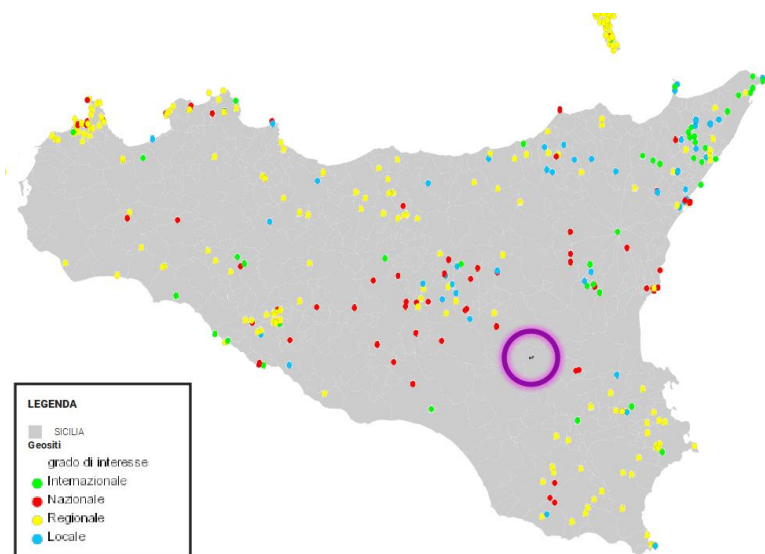 LEGENDA
SICILIA
Geositi
grado di interesse
Internazionale
Nazionale
Regionale
Locale